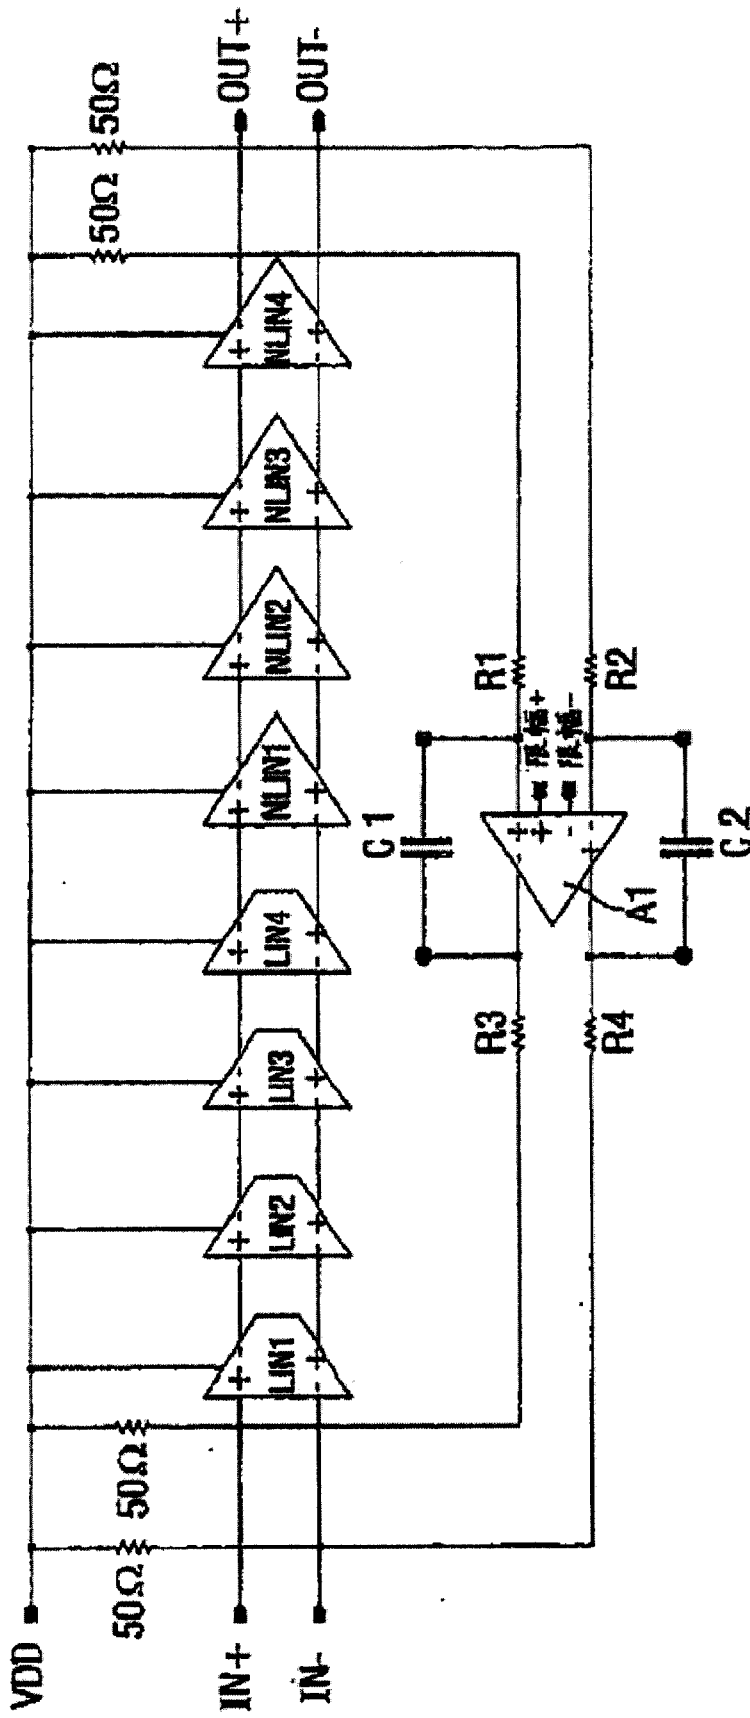 VDD
50Ω
50Ω
50Ω
50Ω
IN+
IN-
LIN1
LIN2
LIN3
LIN4
NLIN1
NLIN2
NLIN3
NLIN4
OUT+
OUT-
C1
R3
R1
限幅+
限幅-
A1
R4
R2
C2